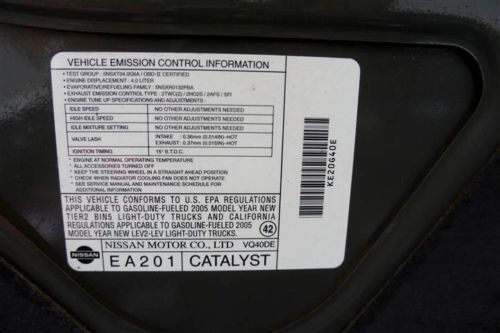 VEHICLE EMISSION CONTROL INFORMATION
• TEST GROUP : 5NSXT04.0G6A / OBD-II CERTIFIED
• ENGINE DISPLACEMENT : 4.0 LITER
• EVAPORATIVE/REFUELING FAMILY : 5NSXR0132PBA
• EXHAUST EMISSION CONTROL TYPE : 2TWC(2) / 2HO2S / 2AFS / SFI
• ENGINE TUNE UP SPECIFICATIONS AND ADJUSTMENTS :
IDLE SPEED NO OTHER ADJUSTMENTS NEEDED
HIGH IDLE SPEED NO OTHER ADJUSTMENTS NEEDED
IDLE MIXTURE SETTING NO OTHER ADJUSTMENTS NEEDED
VALVE LASH INTAKE : 0.36mm (0.014IN)-HOT
EXHAUST : 0.37mm (0.015IN)-HOT
IGNITION TIMING 15° B.T.D.C.
* ENGINE AT NORMAL OPERATING TEMPERATURE
* ALL ACCESSORIES TURNED OFF
* KEEP THE STEERING WHEEL IN A STRAIGHT AHEAD POSITION
* CHECK WHEN RADIATOR COOLING FAN DOES NOT OPERATE
* SEE SERVICE MANUAL AND MAINTENANCE SCHEDULE FOR
ADDITIONAL INFORMATION
THIS VEHICLE CONFORMS TO U.S. EPA REGULATIONS
APPLICABLE TO GASOLINE-FUELED 2005 MODEL YEAR NEW
TIER2 BIN5 LIGHT-DUTY TRUCKS AND CALIFORNIA
REGULATIONS APPLICABLE TO GASOLINE-FUELED 2005
MODEL YEAR NEW LEV2-LEV LIGHT-DUTY TRUCKS.
42
NISSAN MOTOR CO., LTD VQ40DE
NISSAN
EA201 CATALYST
KE20G4DE